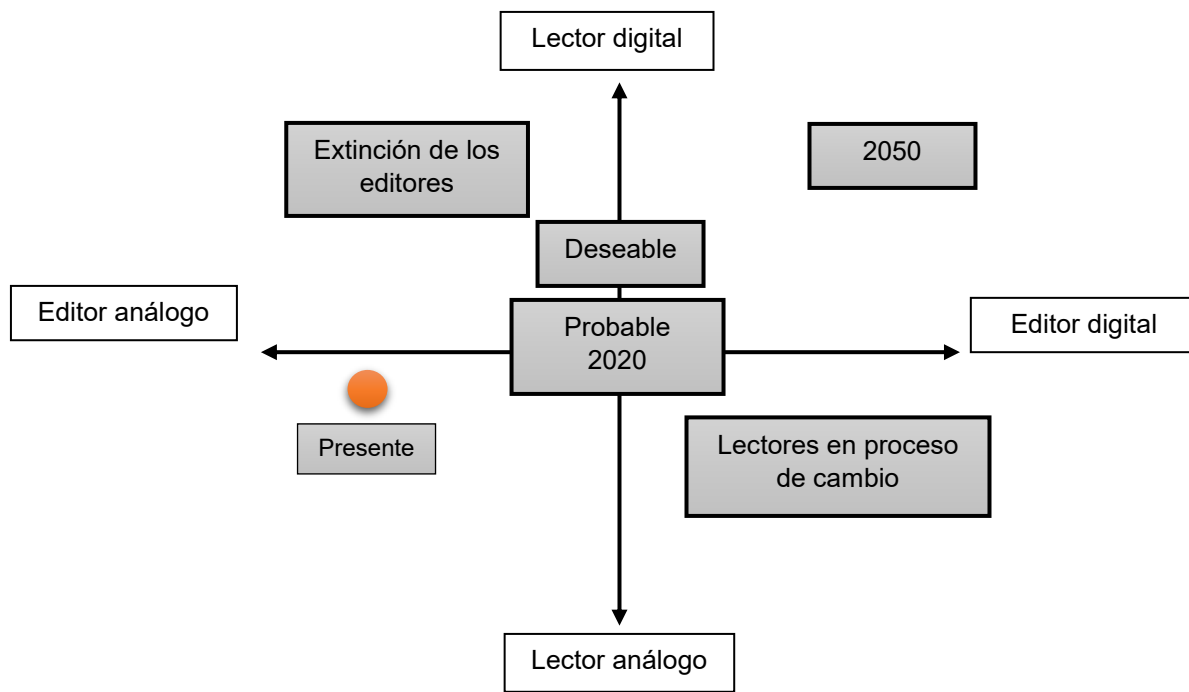 Lector digital
Extinción de los
editores
2050
Deseable
Editor análogo
Probable
2020
Editor digital
Presente
Lectores en proceso
de cambio
Lector análogo